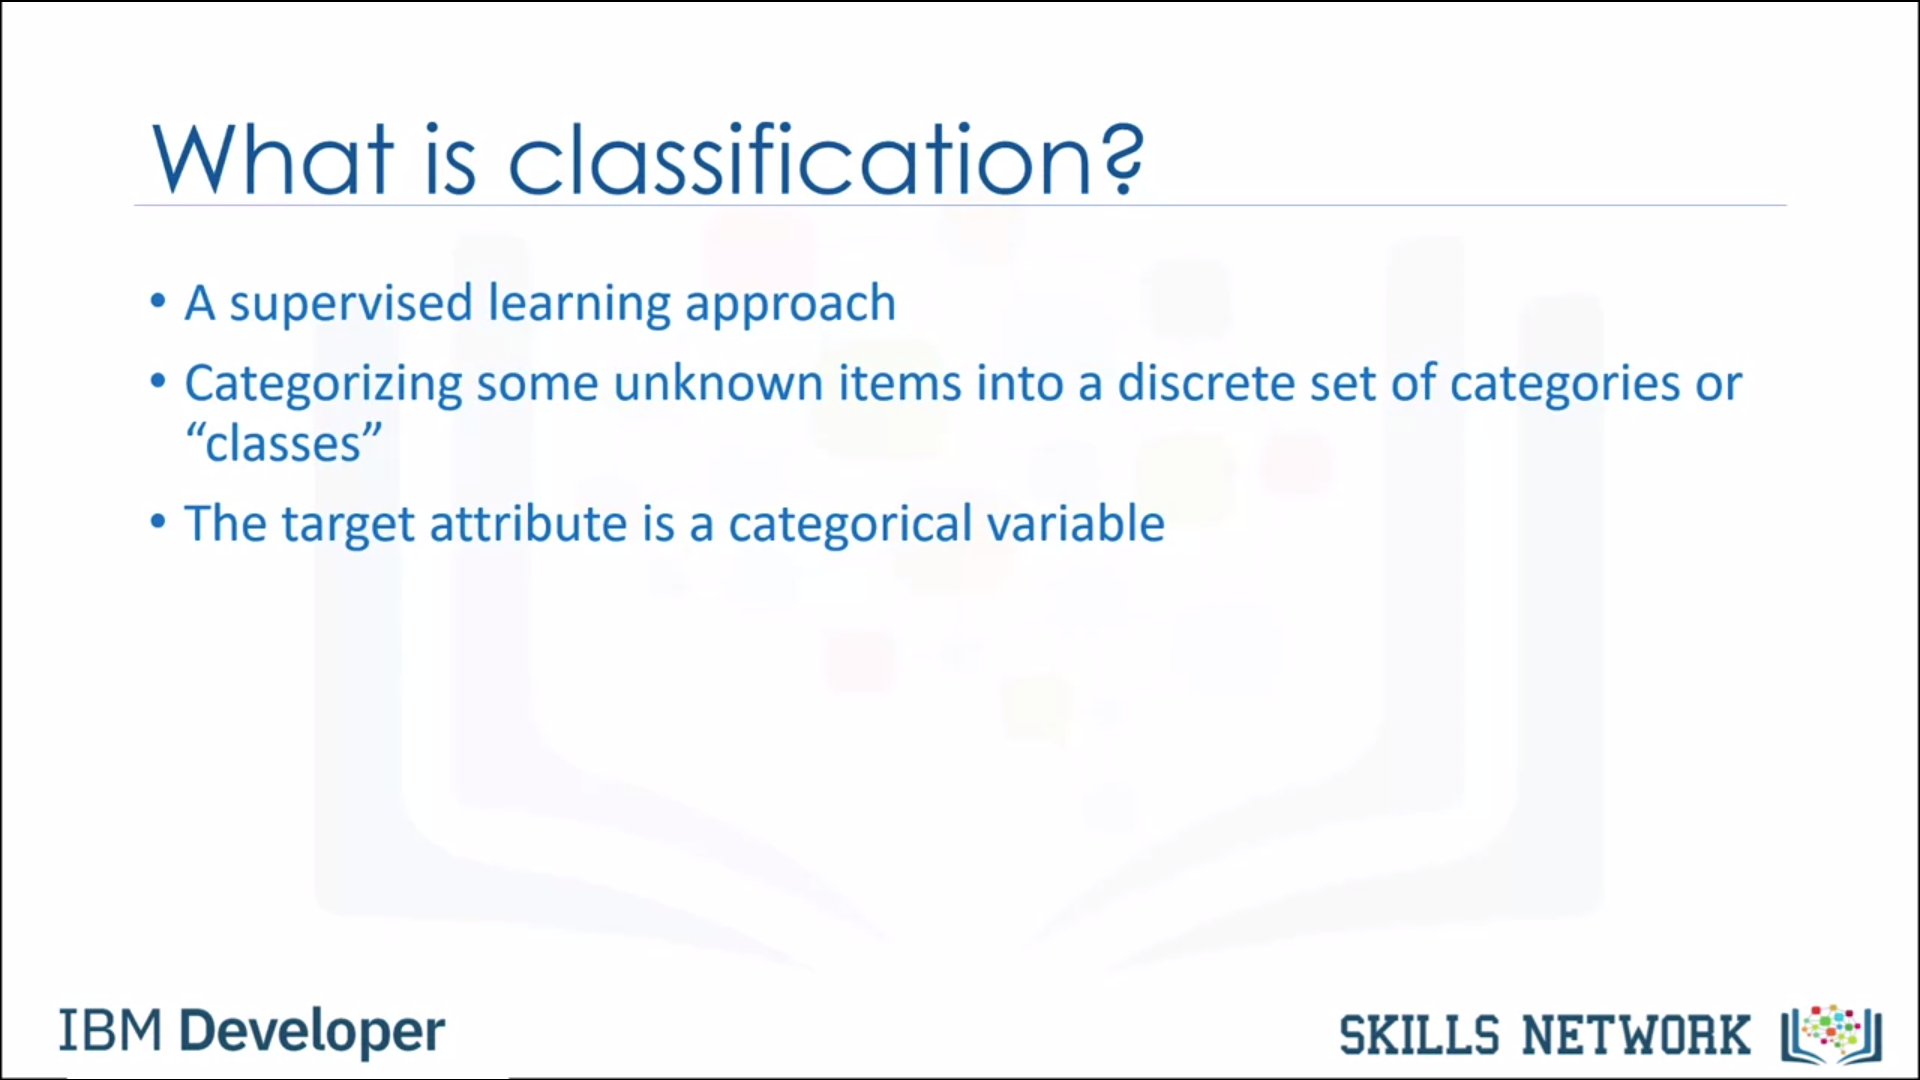 What is classification?
• A supervised learning approach
• Categorizing some unknown items into a discrete set of categories or
“classes”
• The target attribute is a categorical variable
IBM Developer
SKILLS NETWORK